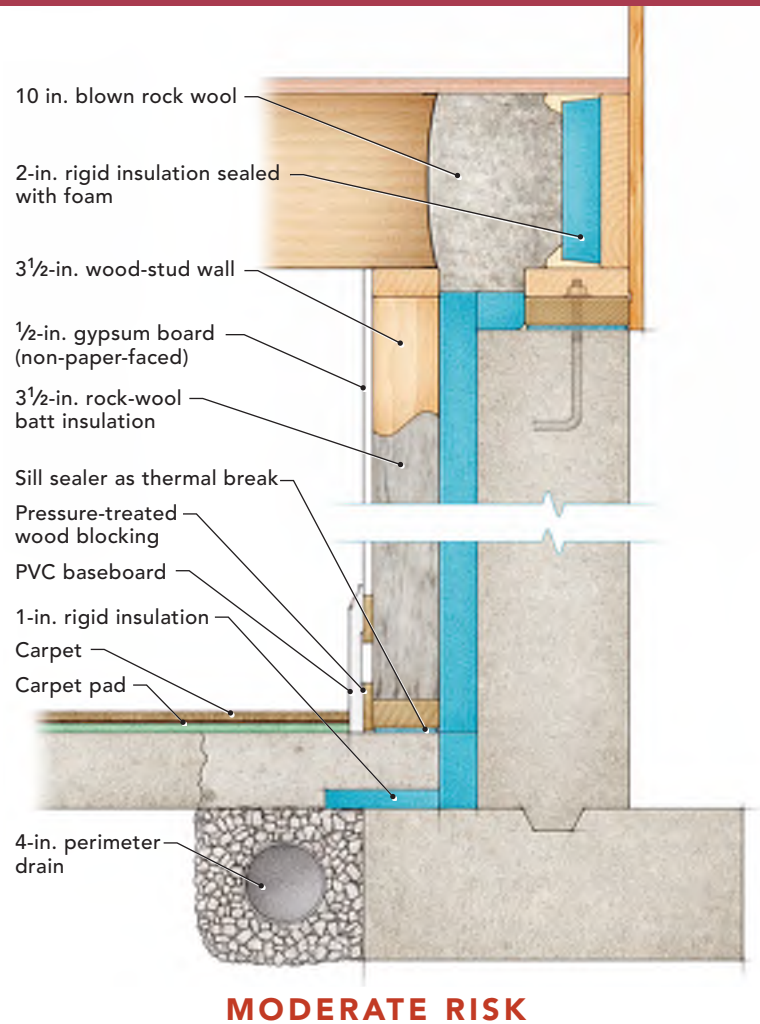 10 in. blown rock wool
2-in. rigid insulation sealed
with foam
3½-in. wood-stud wall
½-in. gypsum board
(non-paper-faced)
3½-in. rock-wool
batt insulation
Sill sealer as thermal break
Pressure-treated
wood blocking
PVC baseboard
1-in. rigid insulation
Carpet
Carpet pad
4-in. perimeter
drain
MODERATE RISK